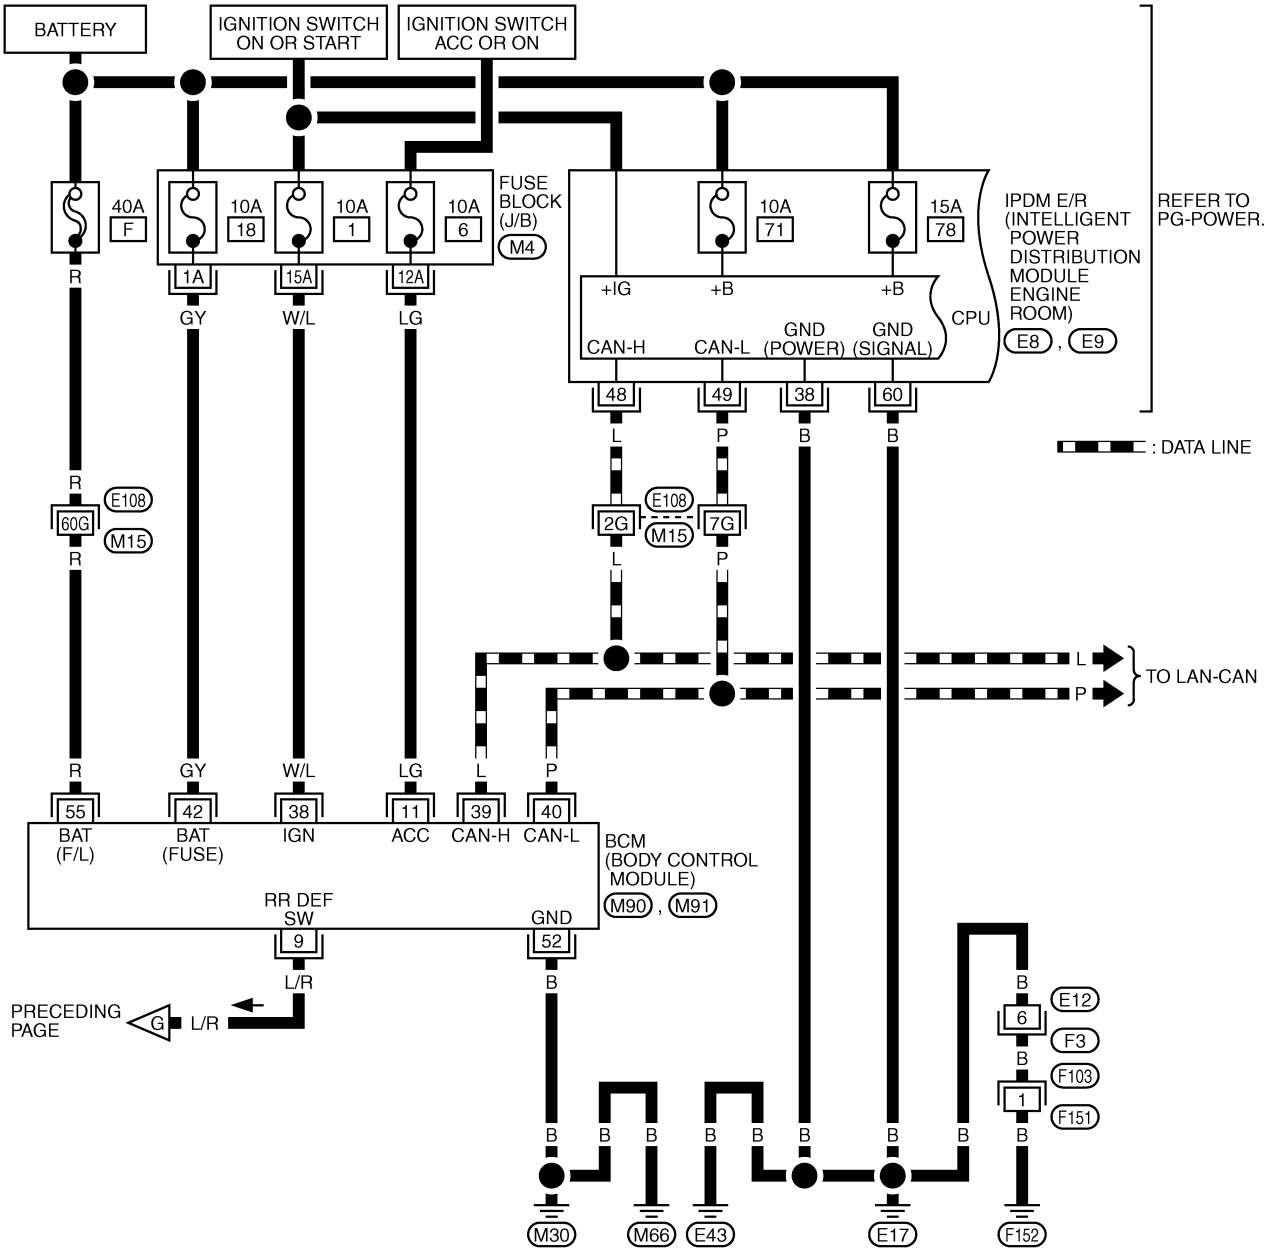 BATTERY
IGNITION SWITCH
ON OR START
IGNITION SWITCH
ACC OR ON
40A
F
10A
18
10A
1
10A
6
FUSE
BLOCK
(J/B)
M4
10A
71
15A
78
IPDM E/R
(INTELLIGENT
POWER
DISTRIBUTION
MODULE
ENGINE
ROOM)
E8 , E9
REFER TO
PG-POWER.
R
1A
15A
12A
GY
W/L
LG
+IG
+B
+B
CPU
CAN-H
CAN-L
GND
(POWER)
GND
(SIGNAL)
48
49
38
60
L
P
B
B
: DATA LINE
R
60G
E108
M15
R
2G
E108
M15
7G
L
P
L
P
TO LAN-CAN
R
GY
W/L
LG
L
P
55
42
38
11
39
40
BAT
(F/L)
BAT
(FUSE)
IGN
ACC
CAN-H
CAN-L
BCM
(BODY CONTROL
MODULE)
M90 , M91
RR DEF
SW
GND
9
52
L/R
B
PRECEDING
PAGE
G
L/R
B
6
E12
F3
B
F103
1
F151
B
B
B
B
B
B
B
B
B
M30
M66
E43
E17
F152